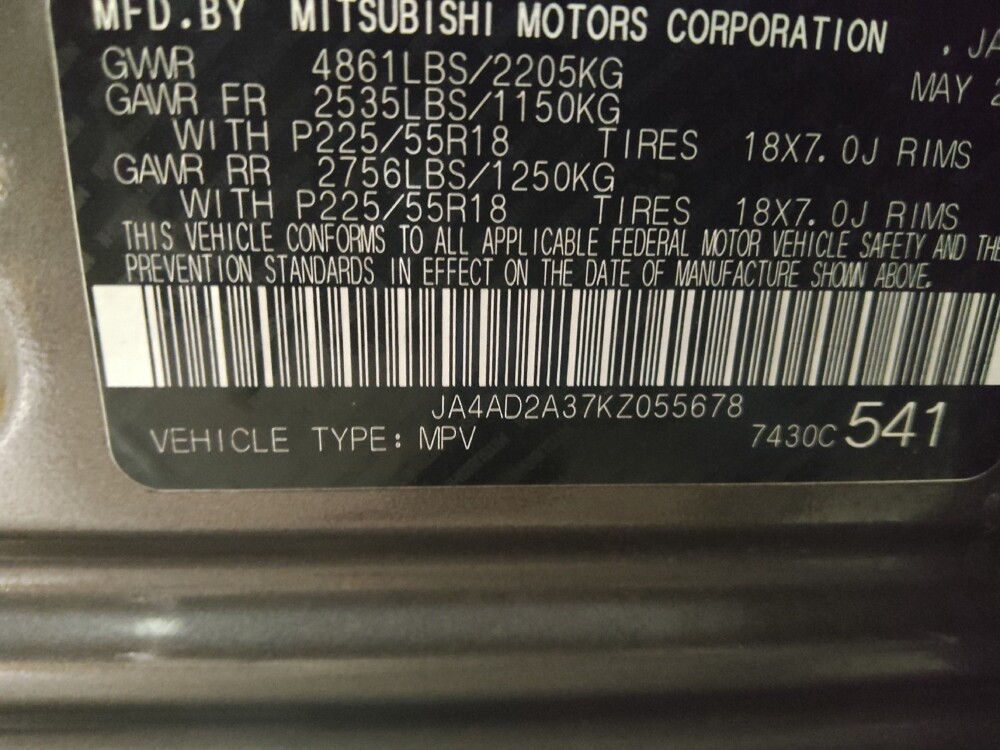 MFD.BY MITSUBISHI MOTORS CORPORATION . JA
MAY 2
GVWR 4861LBS/2205KG
GAWR FR 2535LBS/1150KG
WITH P225/55R18 TIRES 18X7.0J RIMS
GAWR RR 2756LBS/1250KG
WITH P225/55R18 TIRES 18X7.0J RIMS
THIS VEHICLE CONFORMS TO ALL APPLICABLE FEDERAL MOTOR VEHICLE SAFETY AND THE
PREVENTION STANDARDS IN EFFECT ON THE DATE OF MANUFACTURE SHOWN ABOVE.
JA4AD2A37KZ055678
VEHICLE TYPE: MPV 7430C 541